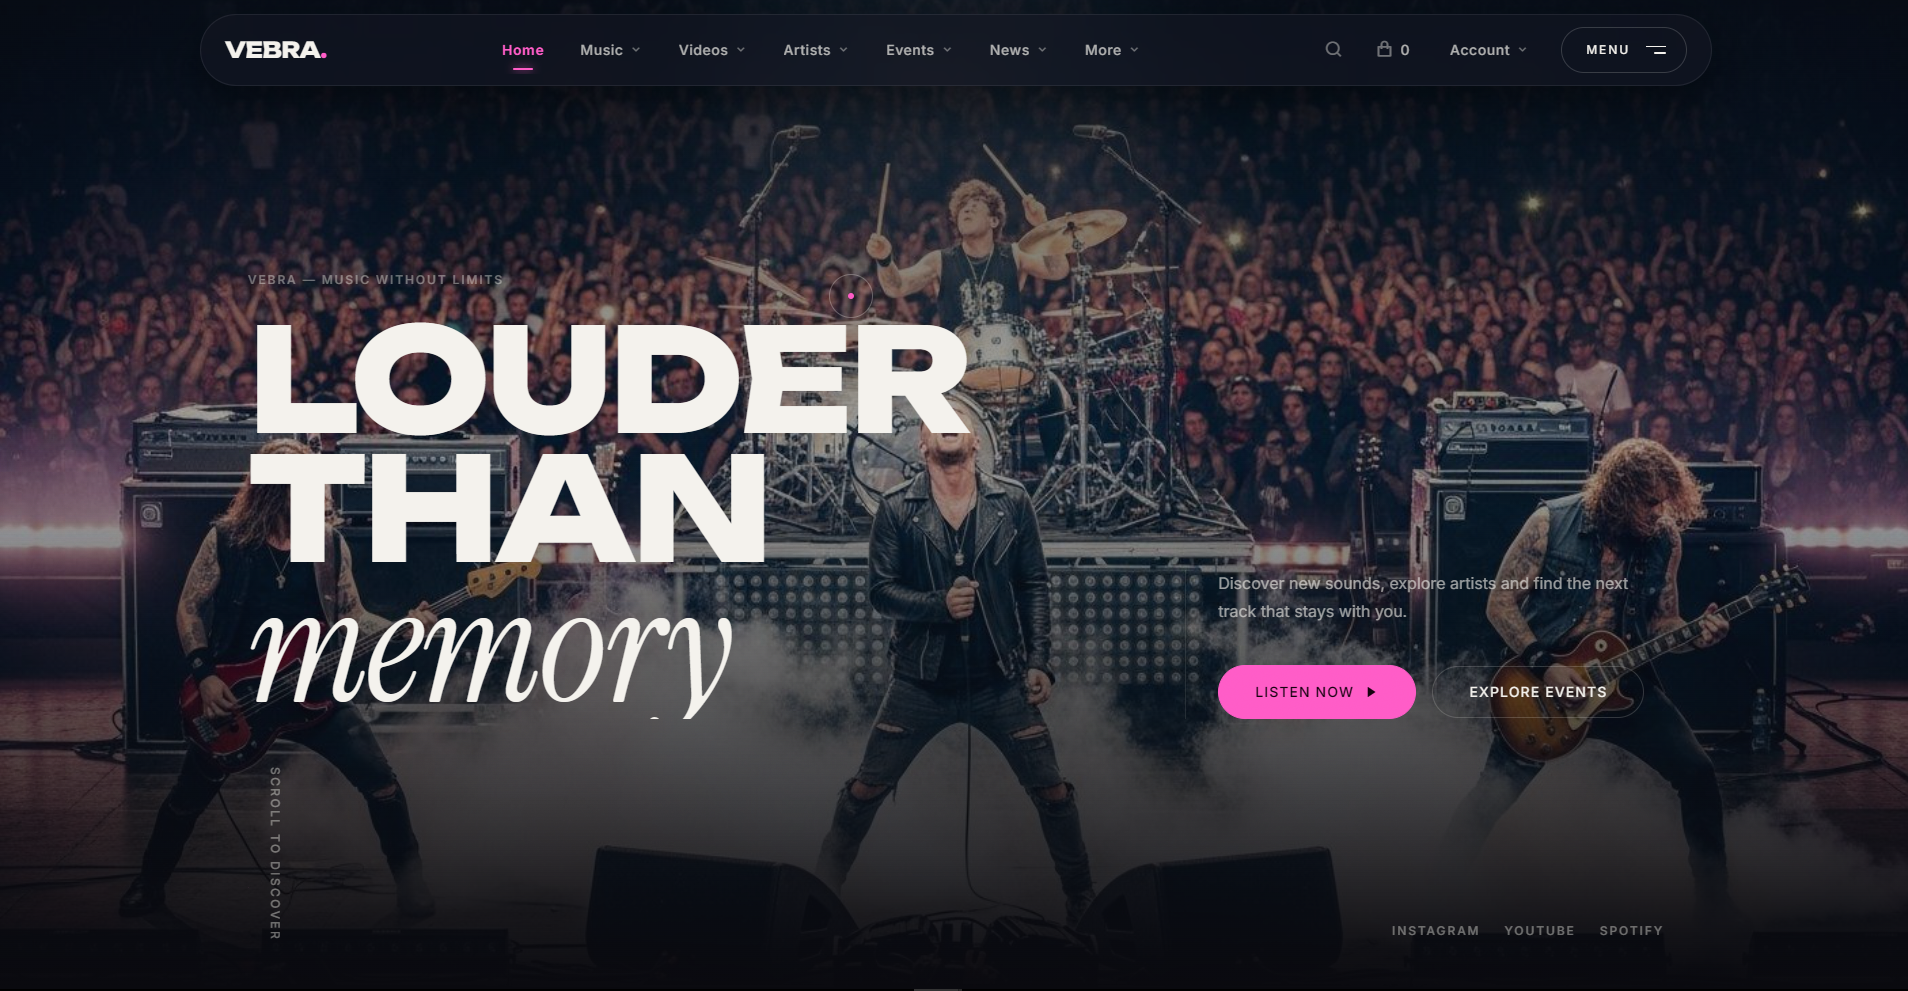 VEBRA.
Home
Music
Videos
Artists
Events
News
More
0
Account
MENU
VEBRA — MUSIC WITHOUT LIMITS
LOUDER
THAN
memory
Discover new sounds, explore artists and find the next
track that stays with you.
LISTEN NOW
EXPLORE EVENTS
SCROLL TO DISCOVER
INSTAGRAM
YOUTUBE
SPOTIFY